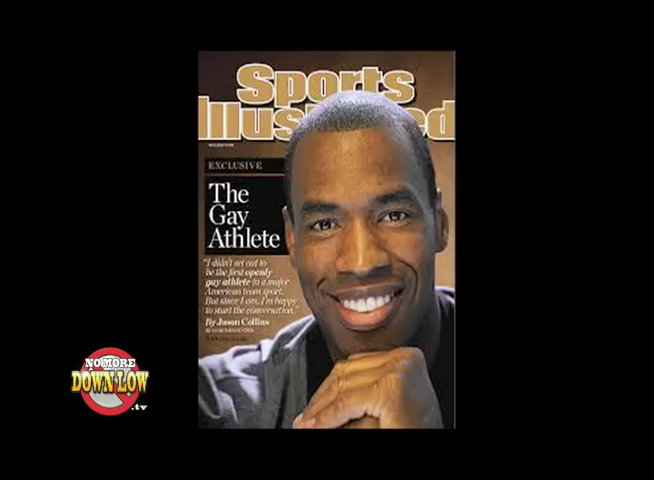 Sports
Illustrated
EXCLUSIVE
The
Gay
Athlete
"I didn't set out to
be the first openly
gay athlete in a major
American team sport.
But since I am, I'm happy
to start the conversation."
By Jason Collins
NO MORE
DOWN LOW
.tv